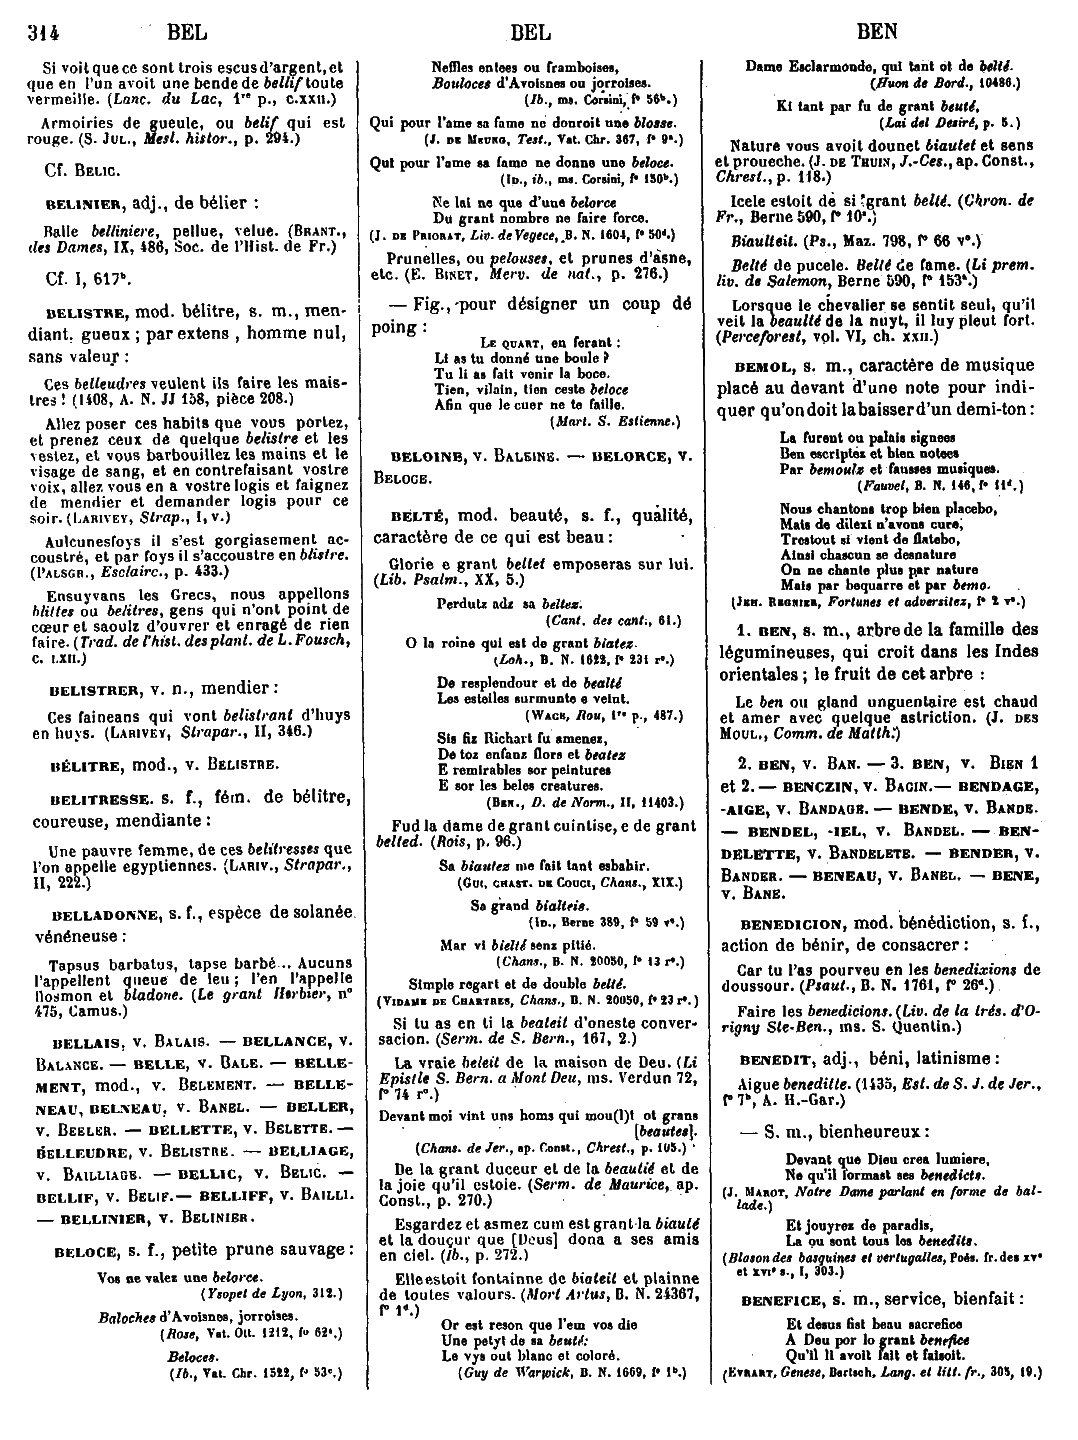 314 BEL BEL BEN
Si voit que ce sont trois escus d'argent, et
que en l'un avoit une bende de bellif toute
vermeille. (Lanc. du Lac, 1re p., c. XXII.)
Armoiries de gueule, ou belif qui est
rouge. (S. JUL., Mesl. histor., p. 294.)
Cf. BELIC.
BELINIER, adj., de bélier :
Balle belliniere, pellue, velue. (BRANT.,
des Dames, IX, 486, Soc. de l'Hist. de Fr.)
Cf. I, 617b.
BELISTRE, mod. bélitre, s. m., men-
diant, gueux ; par extens , homme nul,
sans valeur :
Ces belleudres veulent ils faire les mais-
tres ! (1408, A. N. JJ 158, pièce 208.)
Allez poser ces habits que vous portez,
et prenez ceux de quelque belistre et les
vestez, et vous barbouillez les mains et le
visage de sang, et en contrefaisant vostre
voix, allez vous en a vostre logis et faignez
de mendier et demander logis pour ce
soir. (LARIVEY, Strap., I, v.)
Aulcunesfoys il s'est gorgiasement ac-
coustré, et par foys il s'accoustre en blistre.
(PALSGR., Esclairc., p. 433.)
Ensuyvans les Grecs, nous appellons
blittes ou belitres, gens qui n'ont point de
cœur et saoulz d'ouvrer et enragé de rien
faire. (Trad. de l'hist. des plant. de L. Fousch,
c. LXII.)
BELISTRER, v. n., mendier :
Ces faineans qui vont belistrant d'huys
en huys. (LARIVEY, Strapar., II, 346.)
BÉLITRE, mod., v. BELISTRE.
BELITRESSE. s. f., fém. de bélitre,
coureuse, mendiante :
Une pauvre femme, de ces belitresses que
l'on appelle egyptiennes. (LARIV., Strapar.,
II, 222.)
BELLADONNE, s. f., espèce de solanée
vénéneuse :
Tapsus barbatus, tapse barbé... Aucuns
l'appellent queue de leu ; l'en l'appelle
flosmon et bladone. (Le grant Herbier, n°
475, Camus.)
BELLAIS, v. BALAIS. — BELLANCE, v.
BALANCE. — BELLE, v. BALE. — BELLE-
MENT, mod., v. BELEMENT. — BELLE-
NEAU, BELNEAU, v. BANEL. — BELLER,
v. BEELER. — BELLETTE, v. BELETTE. —
BELLEUDRE, v. BELISTRE. — BELLIAGE,
v. BAILLIAGE. — BELLIC, v. BELIC. —
BELLIF, v. BELIF. — BELLIFF, v. BAILLI.
— BELLINIER, v. BELINIER.
BELOCE, s. f., petite prune sauvage :
Vos ne valez une belorce.
(Ysopet de Lyon, 312.)
Baloches d'Avoisnes, jorroises.
(Rose, Vat. Ott. 1212, fo 62a.)
Beloces.
(Ib., Vat. Chr. 1522, fo 53c.)
Neffles entees ou framboises,
Bouloces d'Avoisnes ou jorroises.
(Ib., ms. Corsini, f° 56b.)
Qui pour l'ame sa fame ne donroit une blosse.
(J. DE MEUNG, Test., Vat. Chr. 367, f° 9a.)
Qui pour l'ame sa fame ne donne une beloce.
(ID., ib., ms. Corsini, f° 150b.)
Ne lai ne que d'une belorce
Du grant nombre ne faire force.
(J. DE PRIORAT, Liv. de Vegece, B. N. 1604, f° 50d.)
Prunelles, ou pelouses, et prunes d'asne,
etc. (E. BINET, Merv. de nat., p. 276.)
— Fig., pour désigner un coup dé
poing :
LE QUART, en ferant :
Li as tu donné une boule ?
Tu li as fait venir la boce.
Tien, vilain, tien ceste beloce
Afin que le cuer ne te faille.
(Mart. S. Estienne.)
BELOINE, v. BALEINE. — BELORCE, v.
BELOCE.
BELTÉ, mod. beauté, s. f., qualité,
caractère de ce qui est beau :
Glorie e grant beltet emposeras sur lui.
(Lib. Psalm., XX, 5.)
Perdutz adz sa beltez.
(Cant. des cant., 61.)
O la roine qui est de grant biatez.
(Loh., B. N. 1622, f° 231 r°.)
De resplendour et de bealté
Les estelles surmunte e veint.
(WACE, Rou, 1re p., 487.)
Sis fiz Richart fu amenez,
De toz enfanz flors et beatez
E remirables sor peintures
E sor les beles creatures.
(BEN., D. de Norm., II, 11403.)
Fud la dame de grant cuintise, e de grant
belted. (Rois, p. 96.)
Sa biautez me fait tant esbahir.
(GUI, CHAST. DE COUCI, Chans., XIX.)
Sa grand bialteis.
(ID., Berne 389, f° 59 v°.)
Mar vi bielté senz pitié.
(Chans., B. N. 20050, f° 13 r°.)
Simple regart et de double belté.
(VIDAME DE CHARTRES, Chans., B. N. 20050, f° 23 r°.)
Si tu as en ti la bealeit d'oneste conver-
sacion. (Serm. de S. Bern., 167, 2.)
La vraie beleit de la maison de Deu. (Li
Epistle S. Bern. a Mont Deu, ms. Verdun 72,
f° 74 r°.)
Devant moi vint uns homs qui mou(l)t ot grans
[beautes].
(Chans. de Jer., ap. Const., Chrest., p. 105.)
De la grant duceur et de la beautié et de
la joie qu'il estoie. (Serm. de Maurice, ap.
Const., p. 270.)
Esgardez et asmez cum est grant la biauté
et la douçur que [Deus] dona a ses amis
en ciel. (Ib., p. 272.)
Elle estoit fontainne de biateit et plainne
de toutes valours. (Mort Artus, B. N. 24367,
f° 1d.)
Or est reson que l'em vos die
Une petyt de sa beuté:
Le vys out blanc et coloré.
(Guy de Warwick, B. N. 1669, f° 1b.)
Dame Esclarmonde, qui tant ot de belté.
(Huon de Bord., 10486.)
Ki tant par fu de grant beuté.
(Lai del Desiré, p. 5.)
Nature vous avoit dounet biautet et sens
et proueche. (J. DE THUIN, J.-Ces., ap. Const.,
Chrest., p. 118.)
Icele estoit de si grant belté. (Chron. de
Fr., Berne 590, f° 10a.)
Biaulteit. (Ps., Maz. 798, f° 66 v°.)
Belté de pucele. Belté de fame. (Li prem.
liv. de Salemon, Berne 590, f° 153a.)
Lorsque le chevalier se sentit seul, qu'il
veit la beaulté de la nuyt, il luy pleut fort.
(Perceforest, vol. VI, ch. XXII.)
BEMOL, s. m., caractère de musique
placé au devant d'une note pour indi-
quer qu'on doit la baisser d'un demi-ton :
La furent ou palais signees
Ben escriptez et bien notees
Par bemoulz et fausses musiques.
(Fauvel, B. N. 146, f° 11d.)
Nous chantons trop bien placebo,
Mais de dilexi n'avons cure;
Trestout si vient de flatebo,
Ainsi chascun se desnature
On ne chante plus par nature
Mais par bequarre et par bemo.
(JEH. REGNIER, Fortunes et adversitez, f° 2 v°.)
1. BEN, s. m., arbre de la famille des
légumineuses, qui croit dans les Indes
orientales ; le fruit de cet arbre :
Le ben ou gland unguentaire est chaud
et amer avec quelque astriction. (J. DES
MOUL., Comm. de Matth.)
2. BEN, v. BAN. — 3. BEN, v. BIEN 1
et 2. — BENCZIN, v. BACIN. — BENDAGE,
-AIGE, v. BANDAGE. — BENDE, v. BANDE.
— BENDEL, -IEL, v. BANDEL. — BEN-
DELETTE, v. BANDELETE. — BENDER, v.
BANDER. — BENEAU, v. BANEL. — BENE,
v. BANE.
BENEDICION, mod. bénédiction, s. f.,
action de bénir, de consacrer :
Car tu l'as pourveu en les benedixions de
doussour. (Psaut., B. N. 1761, f° 26d.)
Faire les benedicions. (Liv. de la trés. d'O-
rigny Ste-Ben., ms. S. Quentin.)
BENEDIT, adj., béni, latinisme :
Aigue beneditte. (1435, Est. de S. J. de Jer.,
f° 7b, A. H.-Gar.)
— S. m., bienheureux :
Devant que Dieu crea lumiere,
Ne qu'il formast ses benedicts.
(J. MAROT, Notre Dame parlant en forme de bal-
lade.)
Et jouyrez de paradis,
La ou sont tous les benedits.
(Blason des basquines et vertugalles, Poés. fr. des XVe
et XVIe s., I, 303.)
BENEFICE, s. m., service, bienfait :
Et desus fist beau sacrefice
A Deu por lo grant benefice
Qu'il li avoit fait et faisoit.
(EVRART, Genese, Bartsch, Lang. et litt. fr., 305, 19.)